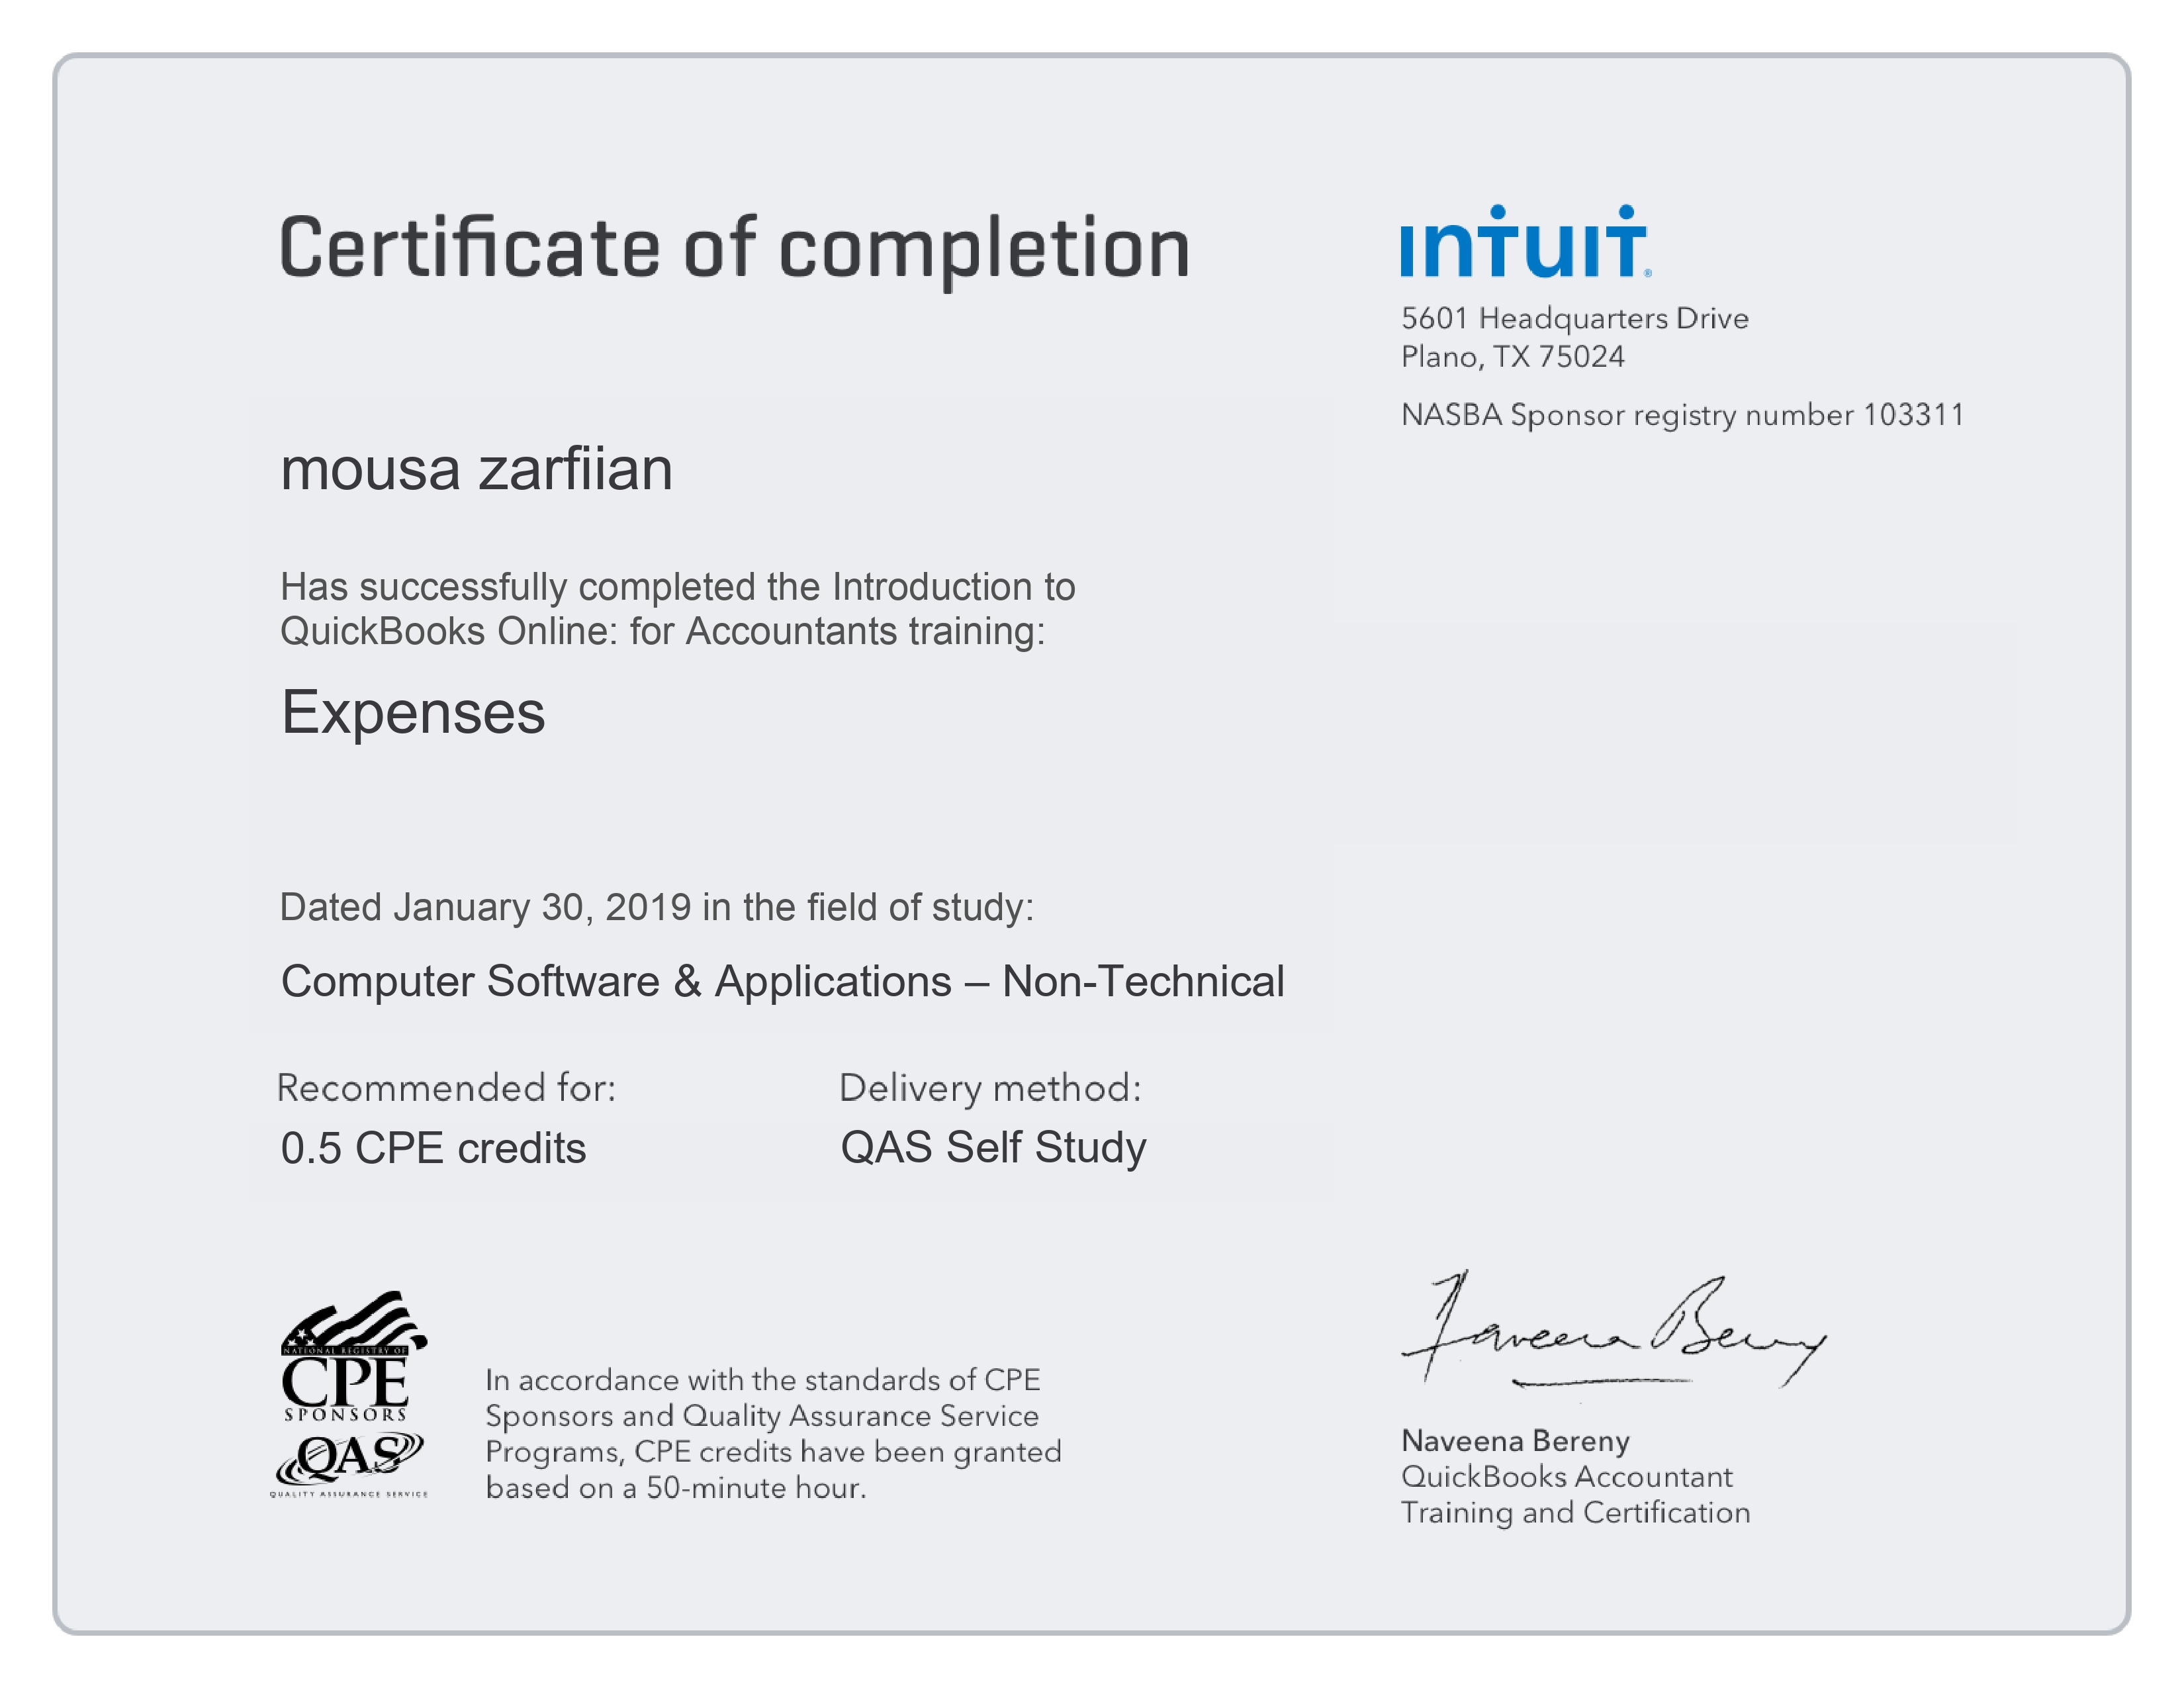 Certificate of completion
intuit®
5601 Headquarters Drive
Plano, TX 75024
NASBA Sponsor registry number 103311
mousa zarfiian
Has successfully completed the Introduction to
QuickBooks Online: for Accountants training:
Expenses
Dated January 30, 2019 in the field of study:
Computer Software & Applications – Non-Technical
Recommended for:
0.5 CPE credits
Delivery method:
QAS Self Study
NATIONAL REGISTRY OF
CPE
SPONSORS
QAS
QUALITY ASSURANCE SERVICE
In accordance with the standards of CPE
Sponsors and Quality Assurance Service
Programs, CPE credits have been granted
based on a 50-minute hour.
Naveena Bereny
Naveena Bereny
QuickBooks Accountant
Training and Certification